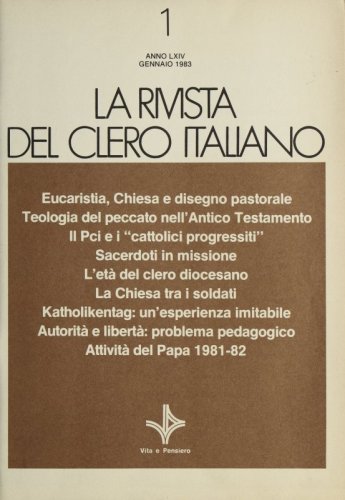 1
ANNO LXIV
GENNAIO 1983
LA RIVISTA
DEL CLERO ITALIANO
Eucaristia, Chiesa e disegno pastorale
Teologia del peccato nell'Antico Testamento
Il Pci e i "cattolici progressiti"
Sacerdoti in missione
L'età del clero diocesano
La Chiesa tra i soldati
Katholikentag: un'esperienza imitabile
Autorità e libertà: problema pedagogico
Attività del Papa 1981-82
Vita e Pensiero